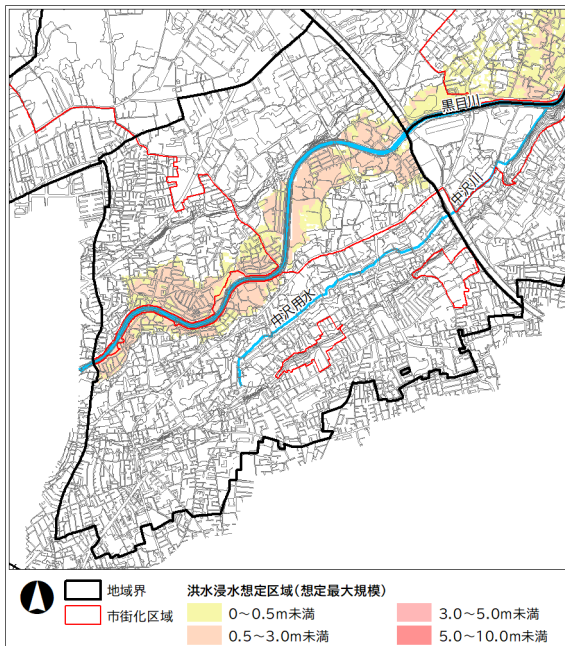 黒目川
中沢川
中沢用水
地域界
市街化区域
洪水浸水想定区域(想定最大規模)
0～0.5m未満
0.5～3.0m未満
3.0～5.0m未満
5.0～10.0m未満